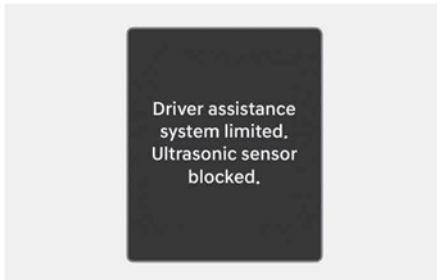 Driver assistance
system limited.
Ultrasonic sensor
blocked.